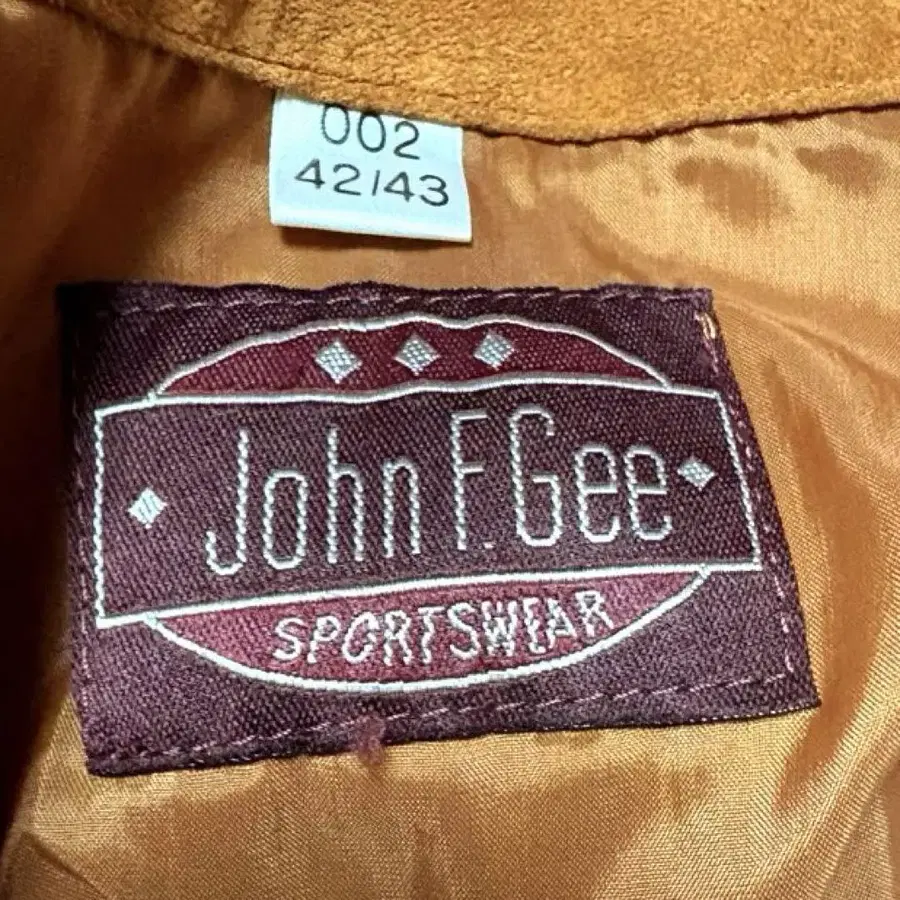 002
42/43
John F. Gee
SPORTSWEAR